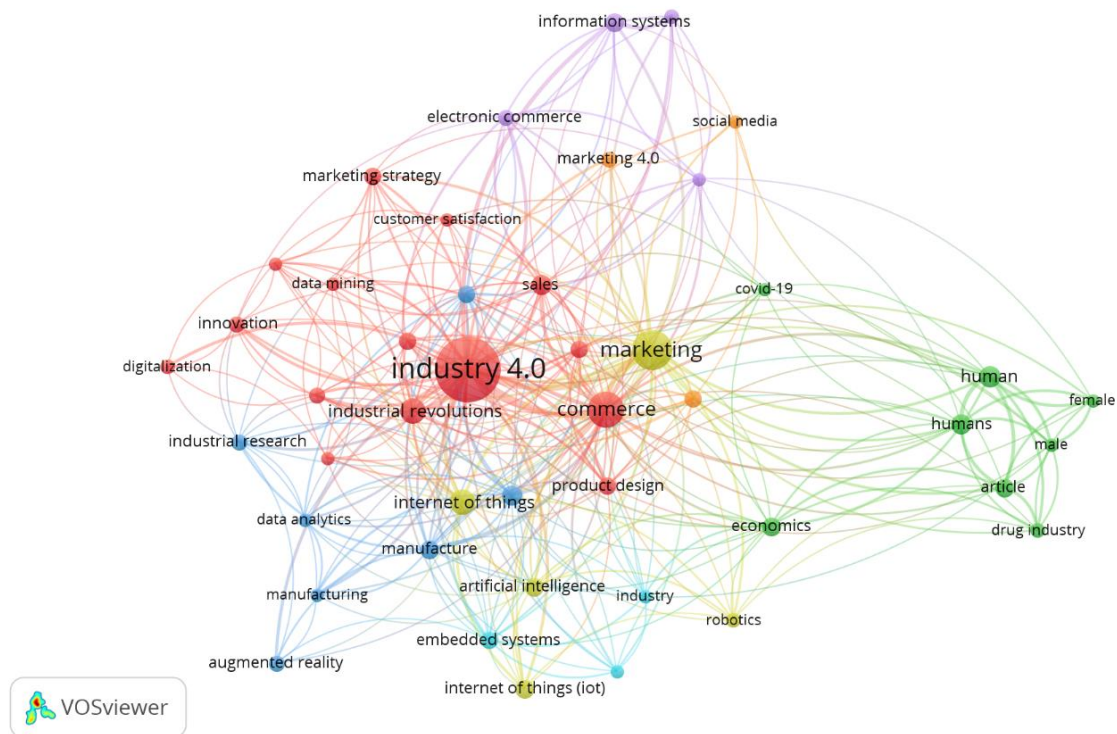 information systems
electronic commerce
social media
marketing 4.0
marketing strategy
customer satisfaction
data mining
sales
covid-19
innovation
marketing
digitalization
industry 4.0
human
female
industrial revolutions
commerce
humans
male
industrial research
product design
article
internet of things
data analytics
economics
drug industry
manufacture
artificial intelligence
manufacturing
industry
robotics
embedded systems
augmented reality
internet of things (iot)
VOSviewer